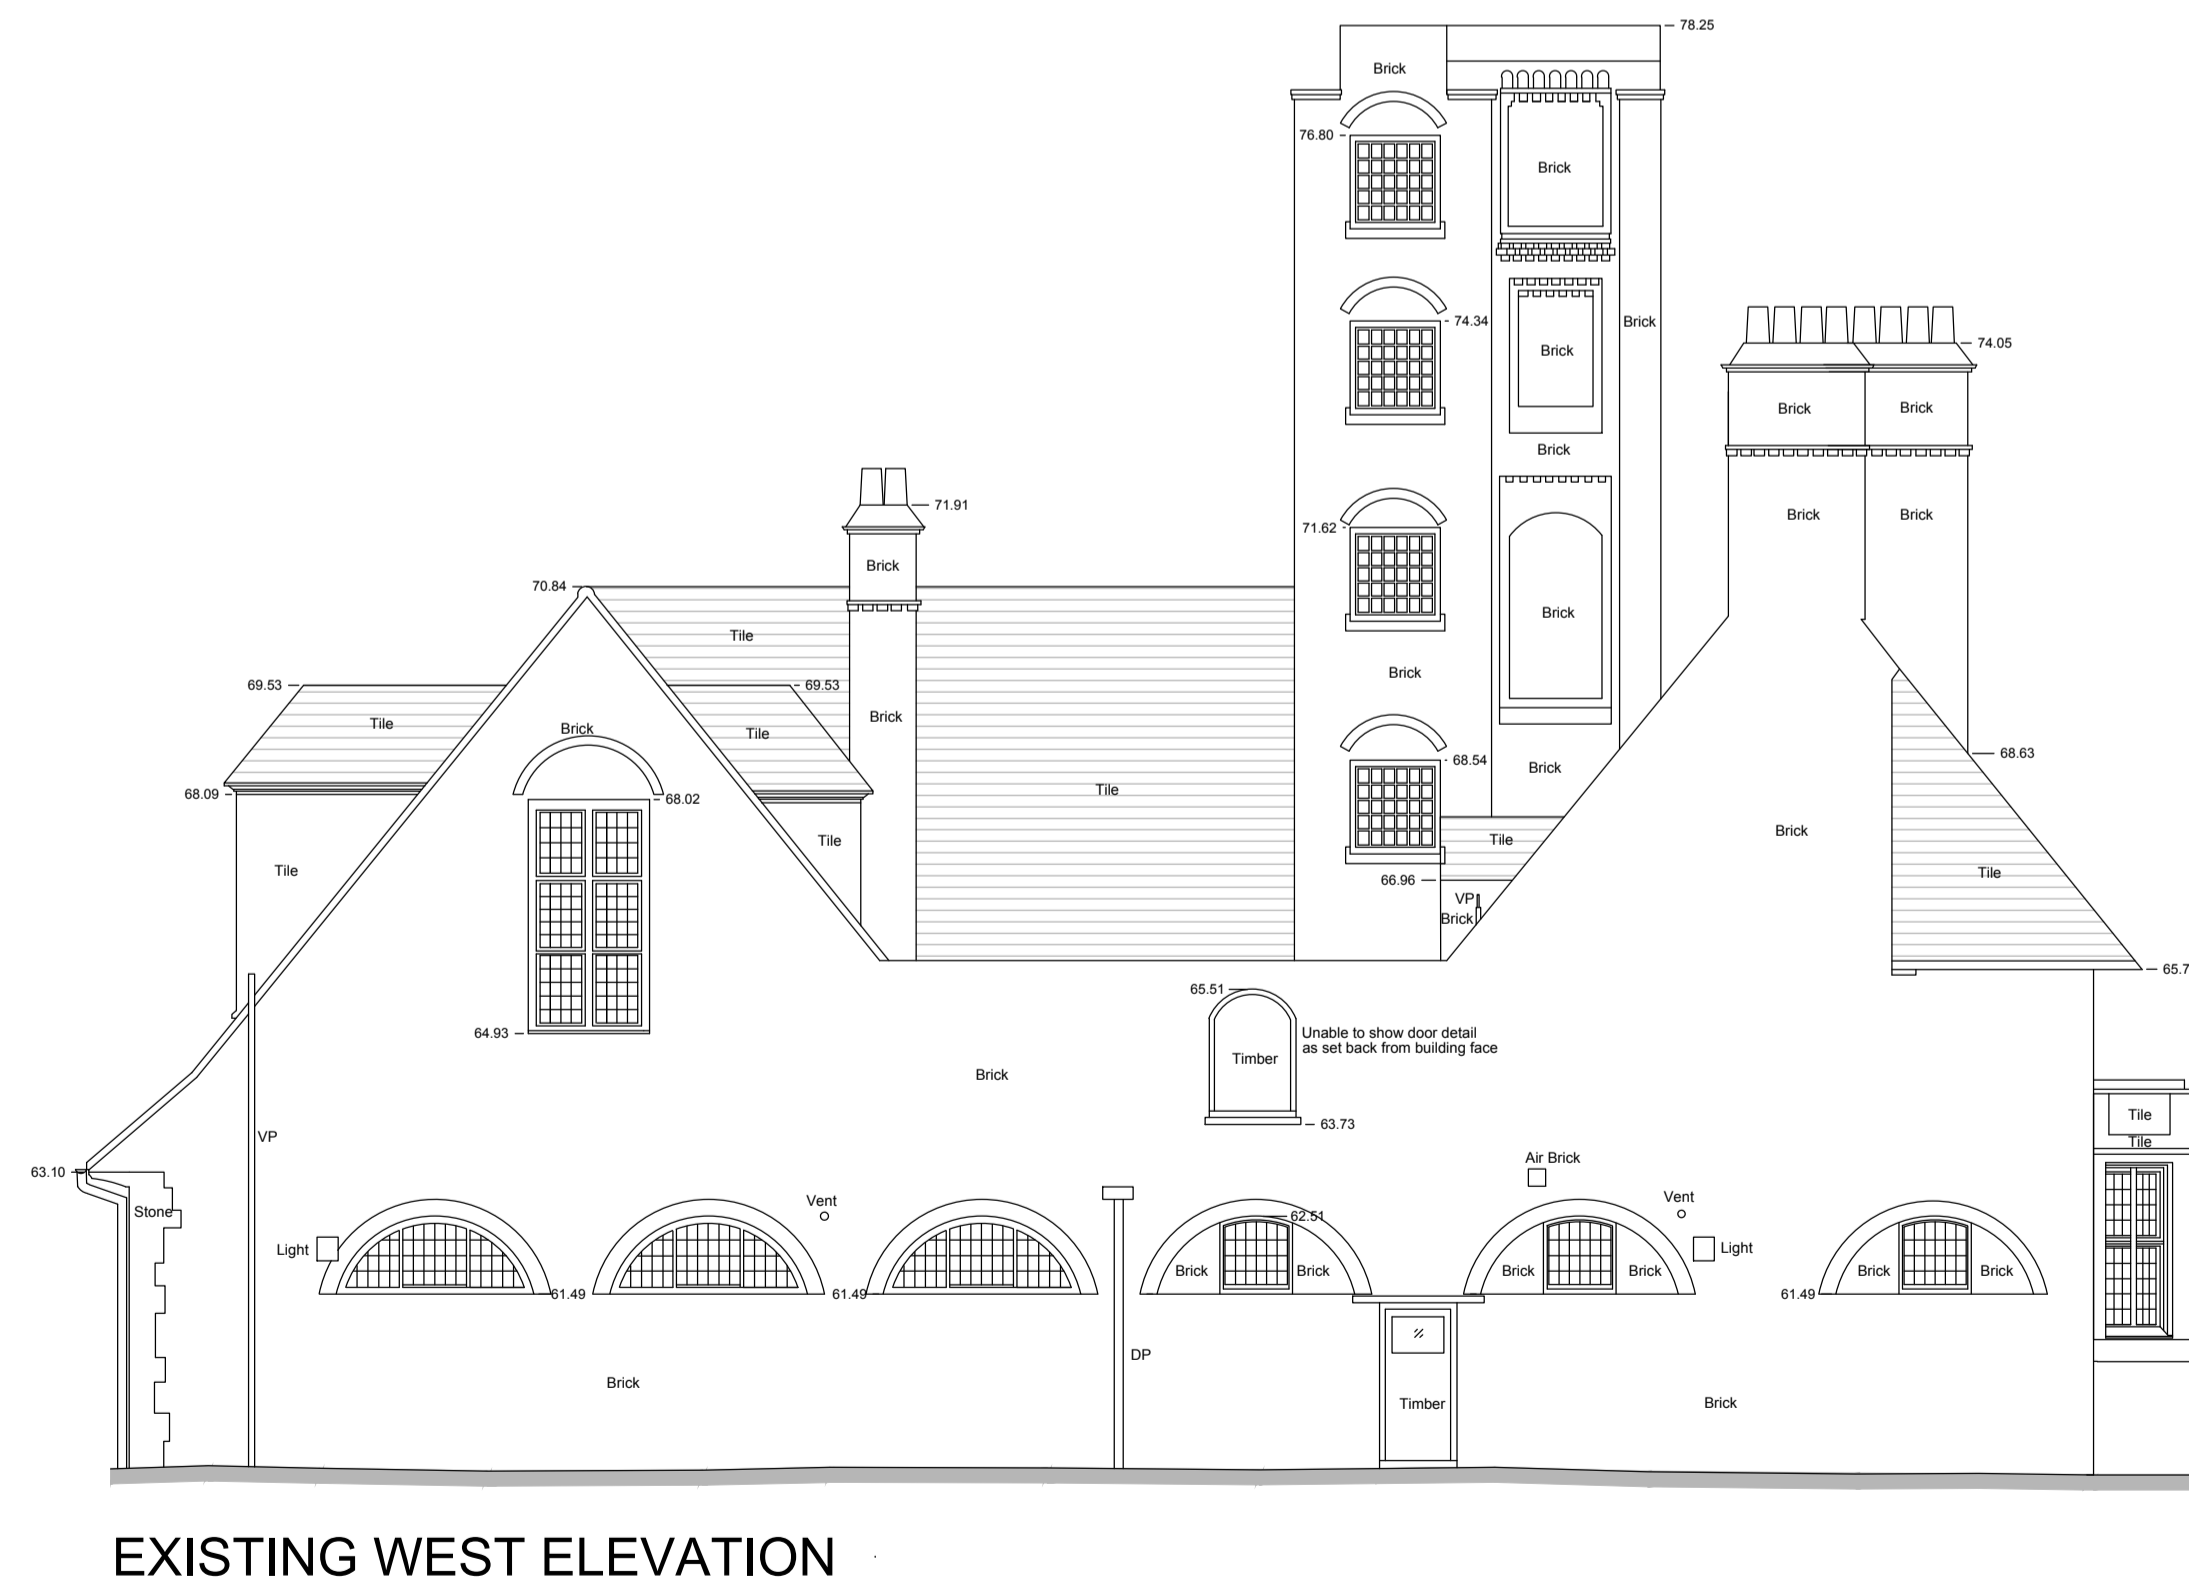 78.25
Brick
76.80
Brick
74.34
Brick
Brick
74.05
Brick
Brick
Brick
71.91
71.62
Brick
Brick
Brick
70.84
Brick
Brick
Tile
Brick
69.53
69.53
Tile
Brick
Tile
Brick
68.54
68.63
Brick
Tile
68.09
68.02
Brick
Tile
Tile
Tile
66.96
Tile
VP
Brick
65.7
65.51
64.93
Unable to show door detail
as set back from building face
Timber
Brick
63.73
VP
Tile
Tile
Air Brick
63.10
Stone
Vent
Vent
62.51
Light
Light
Brick
Brick
Brick
Brick
Brick
Brick
61.49
61.49
61.49
DP
Brick
Timber
Brick
EXISTING WEST ELEVATION